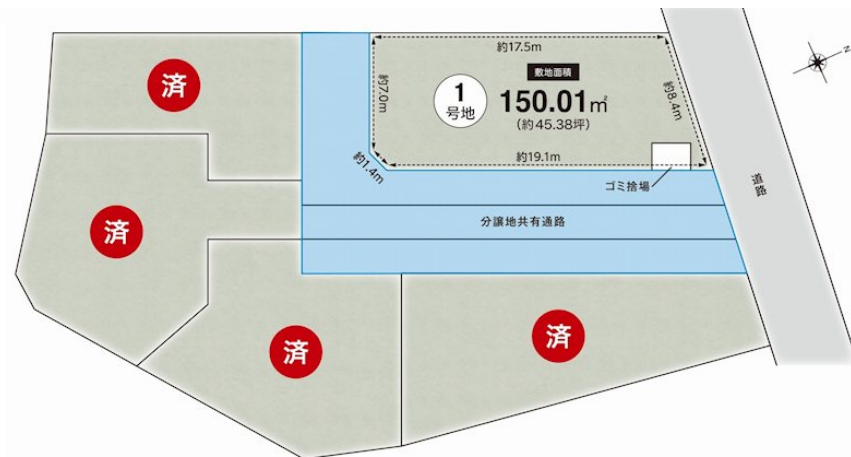 済
約17.5m
敷地面積
1
号地
150.01㎡
(約45.38坪)
約7.0m
約8.4m
約1.4m
約19.1m
ゴミ捨場
道路
分譲地共有通路
済
済
済
N